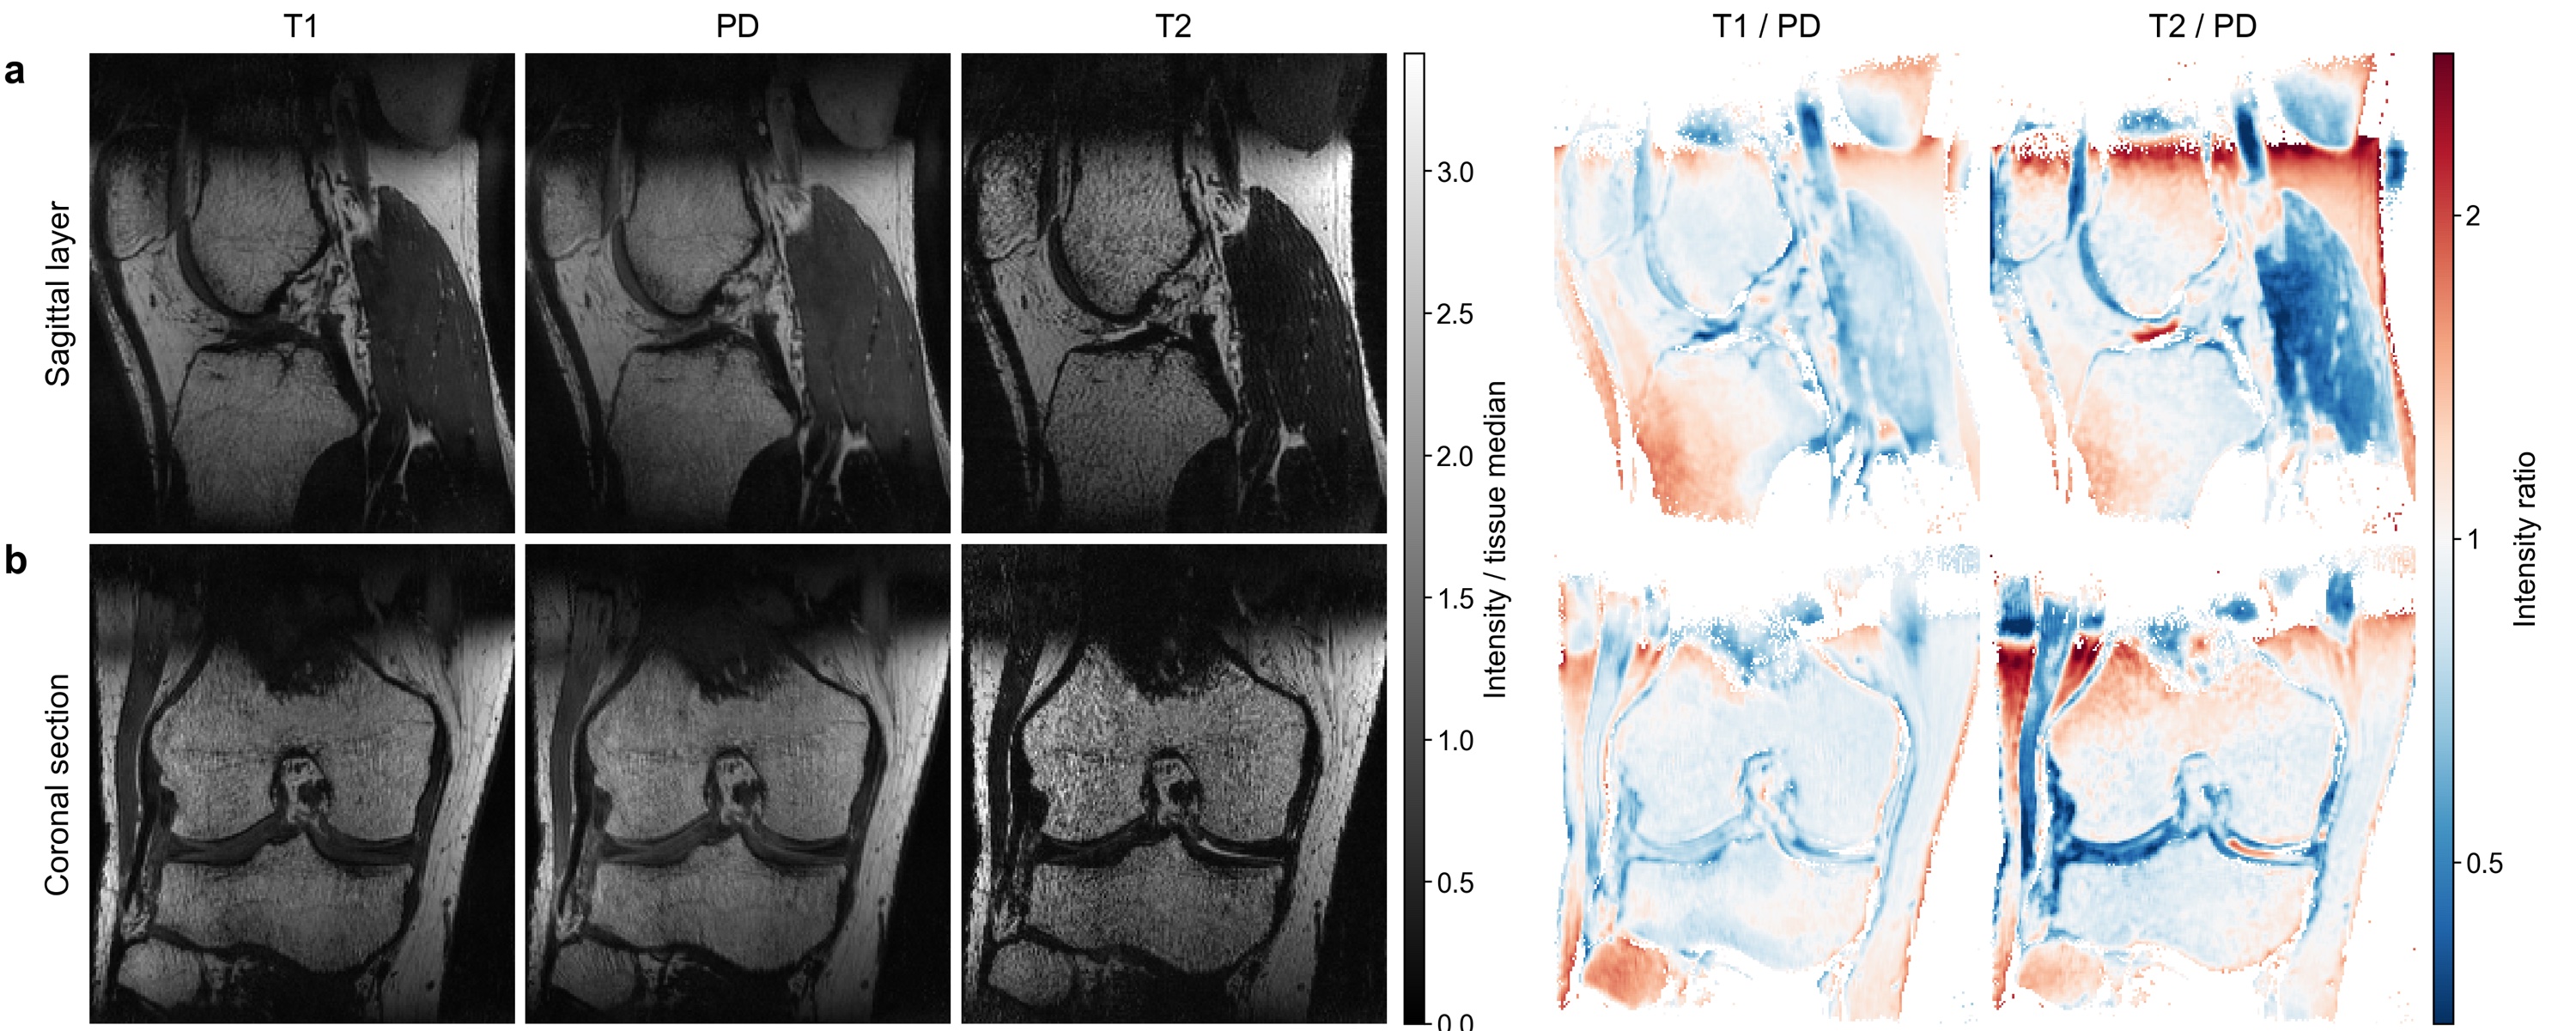 T1 PD T2 T1 / PD T2 / PD
a
Sagittal layer
b
Coronal section
3.0
2.5
2.0
1.5
1.0
0.5
0.0
Intensity / tissue median
2
1
0.5
Intensity ratio